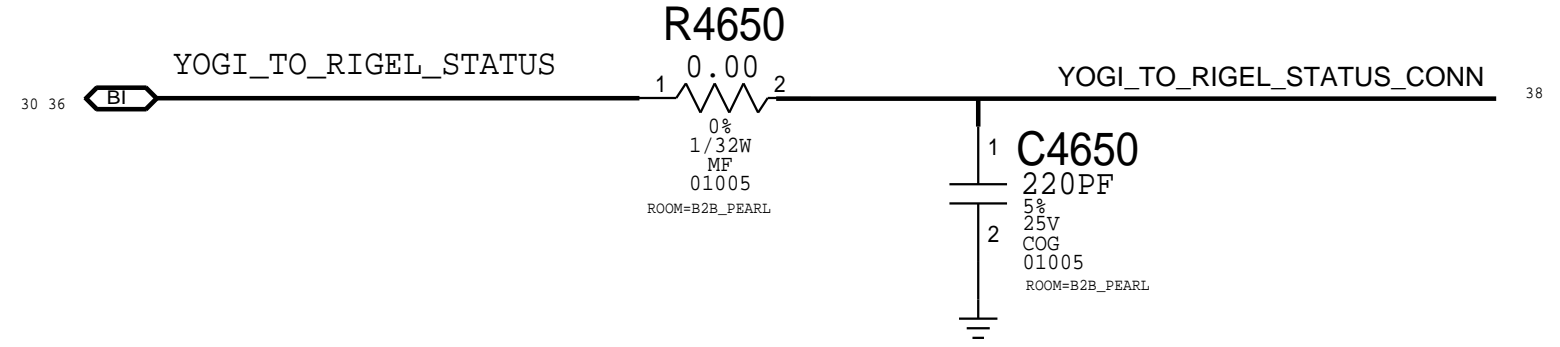 R4650
YOGI_TO_RIGEL_STATUS
0.00
YOGI_TO_RIGEL_STATUS_CONN
1
2
30 36
BI
38
0%
1/32W
MF
01005
ROOM=B2B_PEARL
1
C4650
220PF
5%
25V
2
COG
01005
ROOM=B2B_PEARL